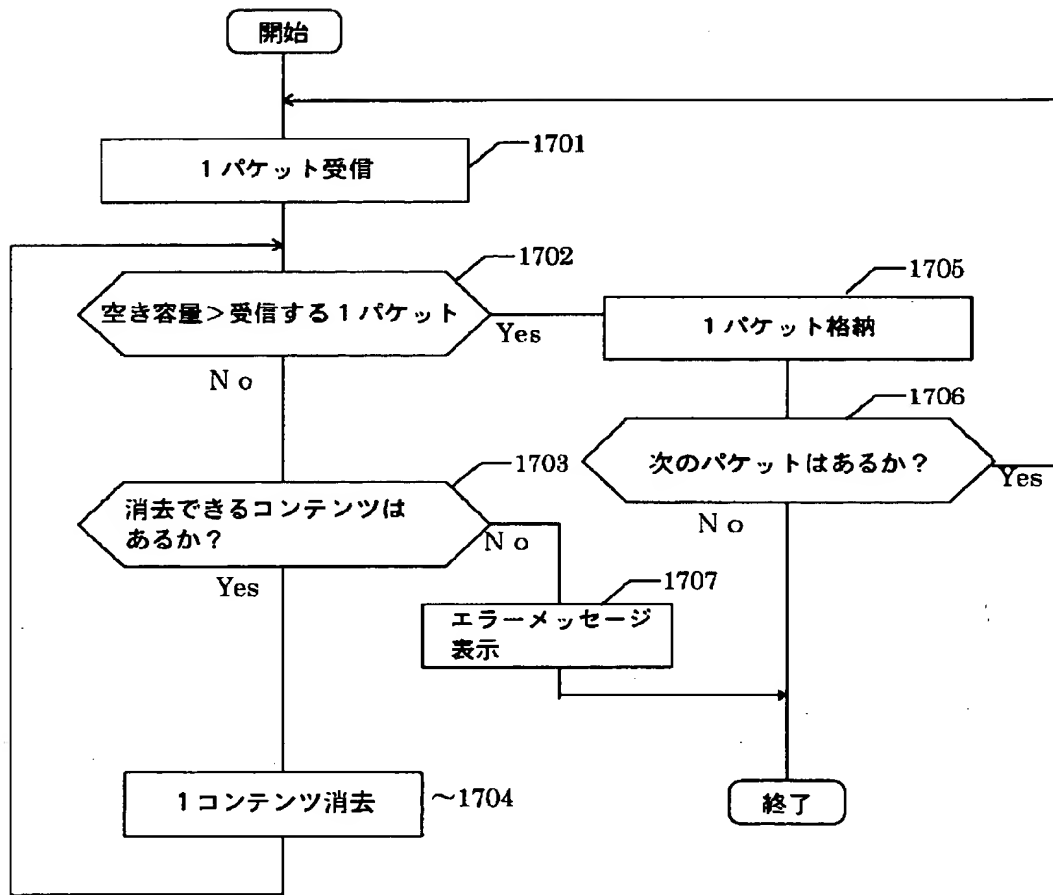 開始
1パケット受信
1701
空き容量>受信する1パケット
1702
Yes
No
1パケット格納
1705
次のパケットはあるか?
1706
Yes
No
消去できるコンテンツは
あるか?
1703
No
Yes
エラーメッセージ
表示
1707
1コンテンツ消去
~1704
終了